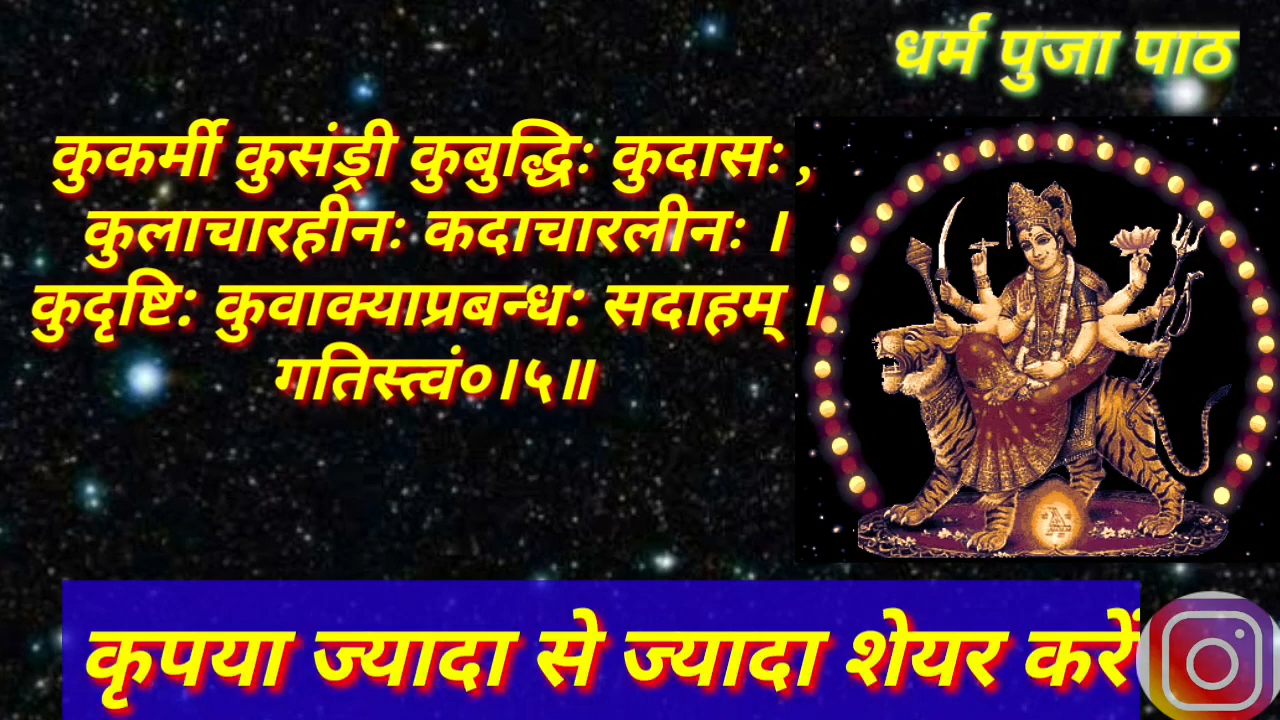 धर्म पुजा पाठ
कुकर्मी कुसंड्री कुबुद्धिः कुदासः ,
कुलाचारहीनः कदाचारलीनः ।
कुदृष्टिः कुवाक्याप्रबन्धः सदाहम् ।
गतिस्त्वं०।५॥
कृपया ज्यादा से ज्यादा शेयर करें